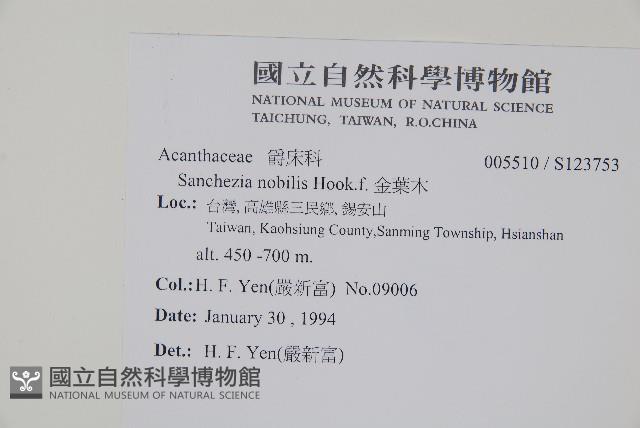 國立自然科學博物館
NATIONAL MUSEUM OF NATURAL SCIENCE
TAICHUNG, TAIWAN, R.O.CHINA
Acanthaceae 爵床科 005510 / S123753
Sanchezia nobilis Hook.f. 金葉木
Loc.: 台灣, 高雄縣三民鄉, 錫安山
Taiwan, Kaohsiung County,Sanming Township, Hsianshan
alt. 450 -700 m.
Col.:H. F. Yen(嚴新富) No.09006
Date: January 30 , 1994
Det.: H. F. Yen(嚴新富)
國立自然科學博物館
NATIONAL MUSEUM OF NATURAL SCIENCE